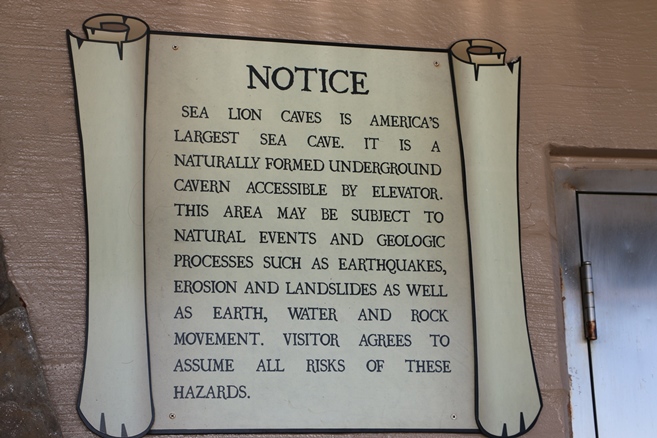 NOTICE
SEA LION CAVES IS AMERICA'S
LARGEST SEA CAVE. IT IS A
NATURALLY FORMED UNDERGROUND
CAVERN ACCESSIBLE BY ELEVATOR.
THIS AREA MAY BE SUBJECT TO
NATURAL EVENTS AND GEOLOGIC
PROCESSES SUCH AS EARTHQUAKES,
EROSION AND LANDSLIDES AS WELL
AS EARTH, WATER AND ROCK
MOVEMENT. VISITOR AGREES TO
ASSUME ALL RISKS OF THESE
HAZARDS.